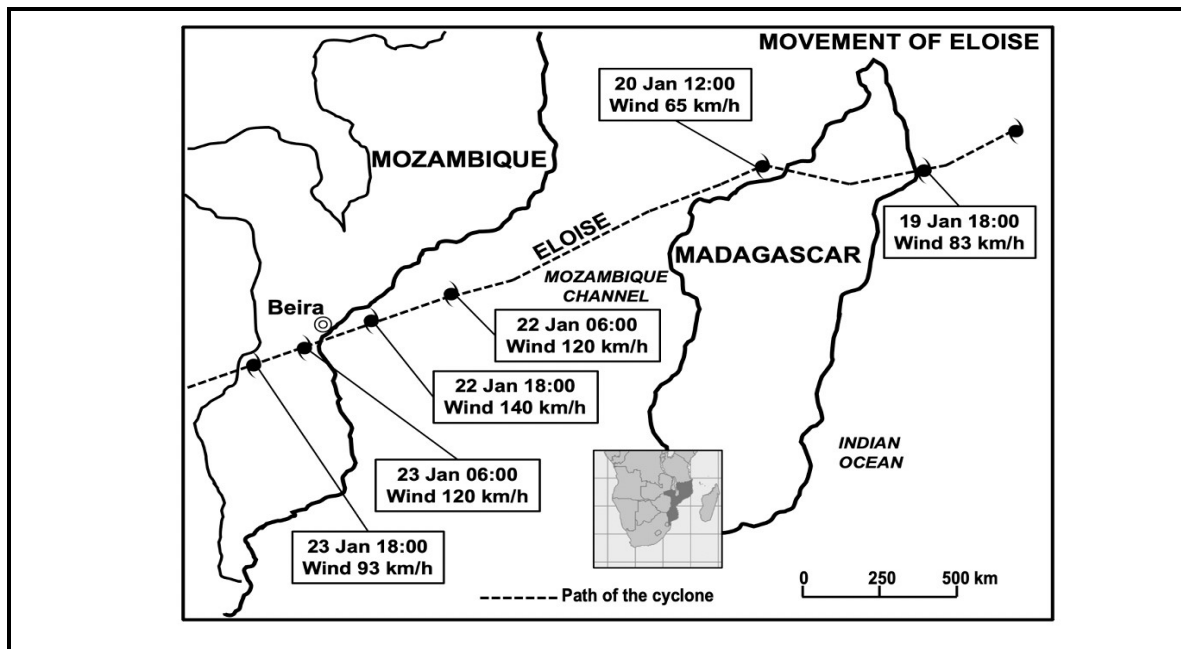 MOVEMENT OF ELOISE
20 Jan 12:00
Wind 65 km/h
MOZAMBIQUE
19 Jan 18:00
Wind 83 km/h
ELOISE
MADAGASCAR
MOZAMBIQUE
CHANNEL
Beira
22 Jan 06:00
Wind 120 km/h
22 Jan 18:00
Wind 140 km/h
INDIAN
OCEAN
23 Jan 06:00
Wind 120 km/h
23 Jan 18:00
Wind 93 km/h
0 250 500 km
Path of the cyclone